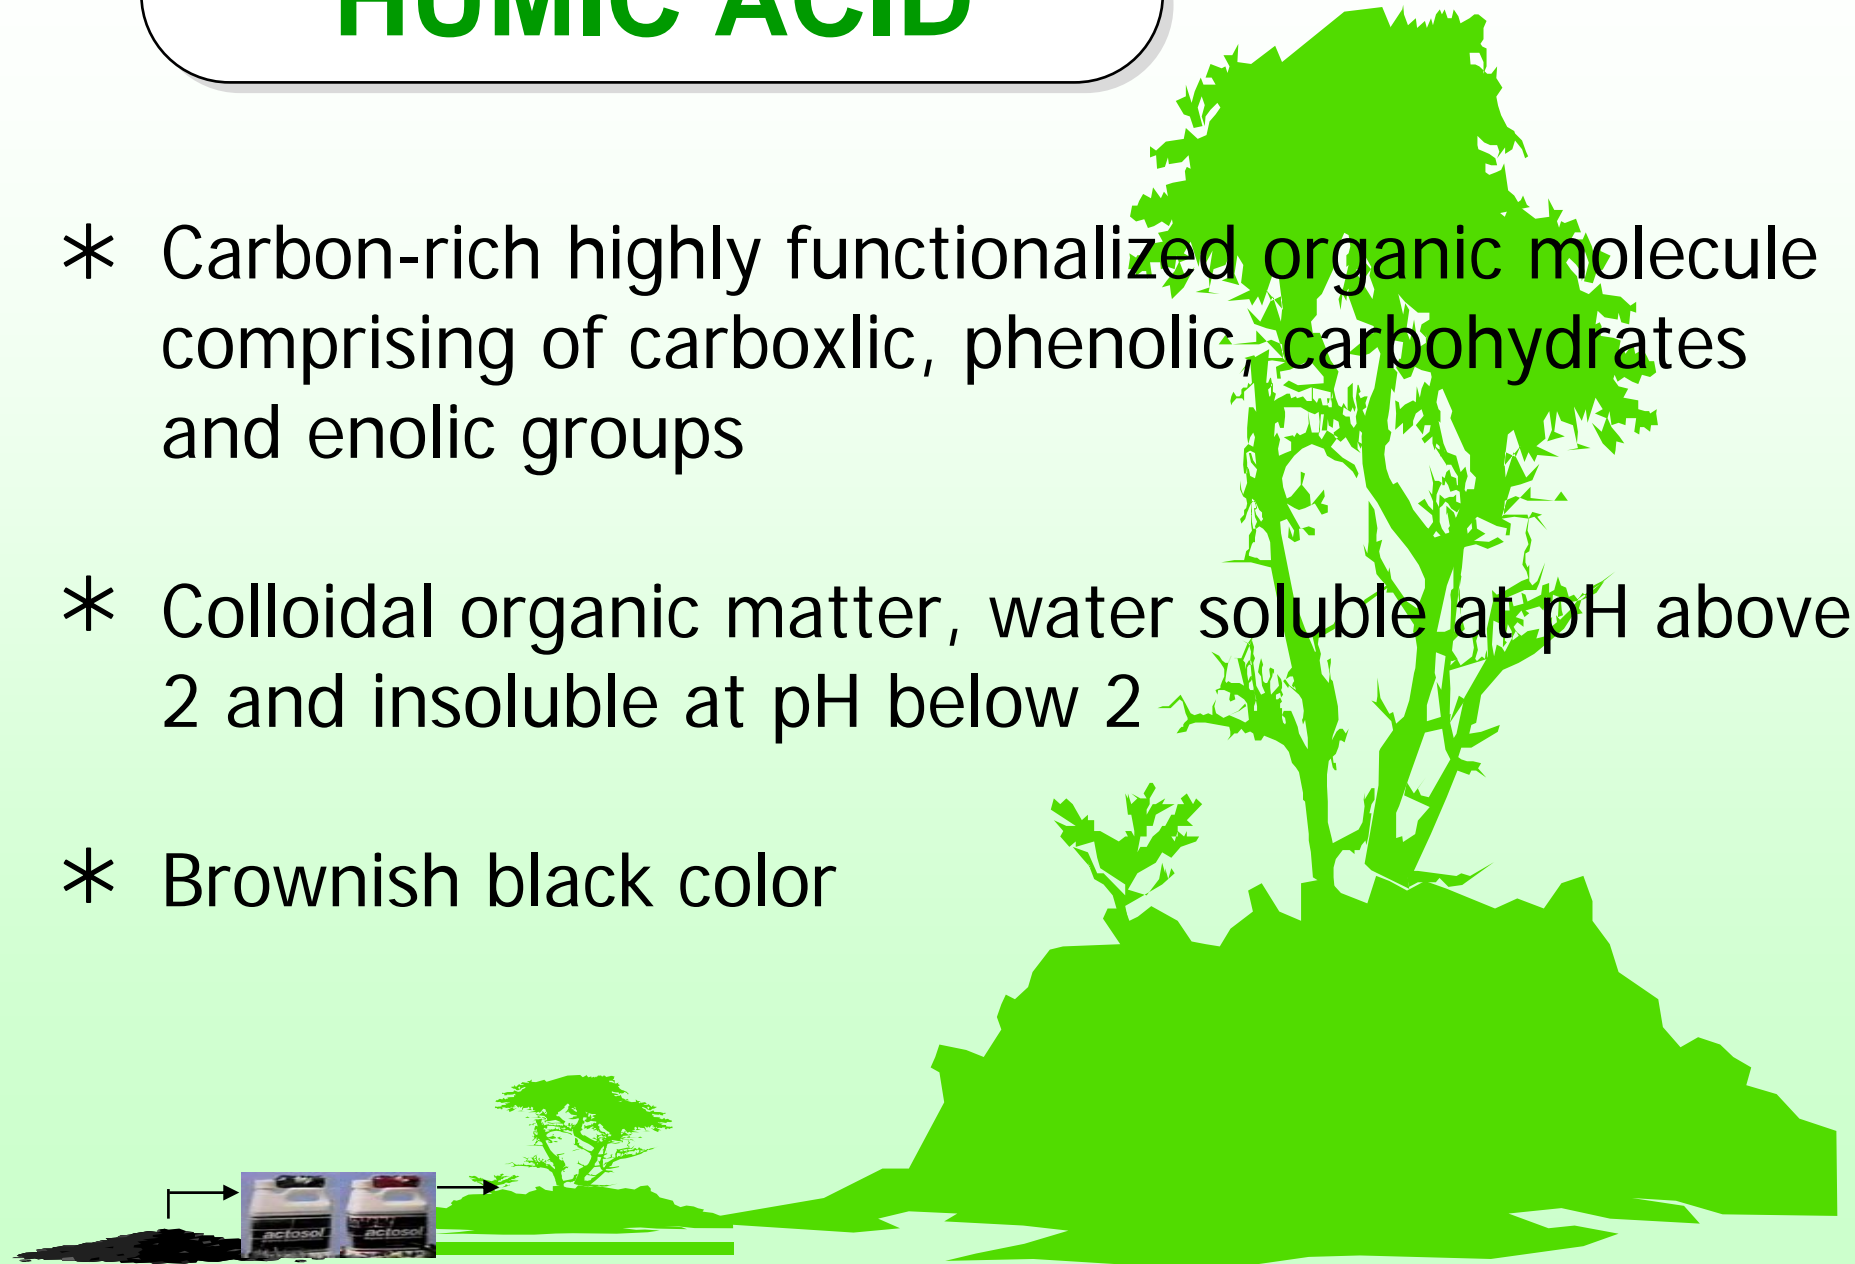 HUMIC ACID
* Carbon-rich highly functionalized organic molecule
comprising of carboxlic, phenolic, carbohydrates
and enolic groups
* Colloidal organic matter, water soluble at pH above
2 and insoluble at pH below 2
* Brownish black color
actosol actosol